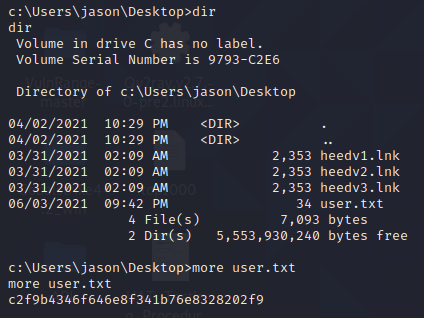 c:\Users\jason\Desktop>dir
dir
 Volume in drive C has no label.
 Volume Serial Number is 9793-C2E6
 Directory of c:\Users\jason\Desktop
04/02/2021  10:29 PM    <DIR>          .
04/02/2021  10:29 PM    <DIR>          ..
03/31/2021  02:09 AM             2,353 heedv1.lnk
03/31/2021  02:09 AM             2,353 heedv2.lnk
03/31/2021  02:09 AM             2,353 heedv3.lnk
06/03/2021  09:42 PM                34 user.txt
               4 File(s)          7,093 bytes
               2 Dir(s)   5,553,930,240 bytes free
c:\Users\jason\Desktop>more user.txt
more user.txt
c2f9b4346f646e8f341b76e8328202f9